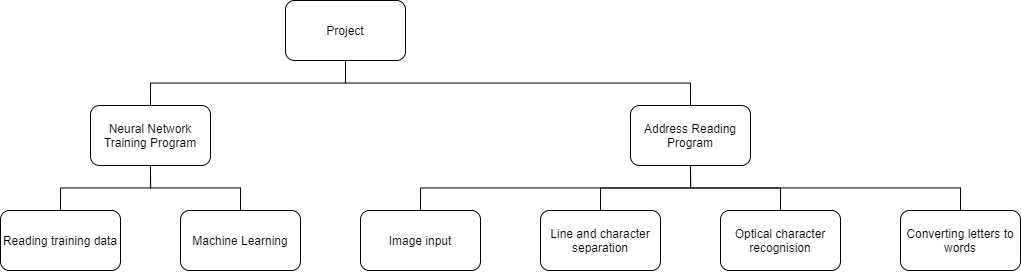 Project
Neural Network
Training Program
Address Reading
Program
Reading training data
Machine Learning
Image input
Line and character
separation
Optical character
recognision
Converting letters to
words